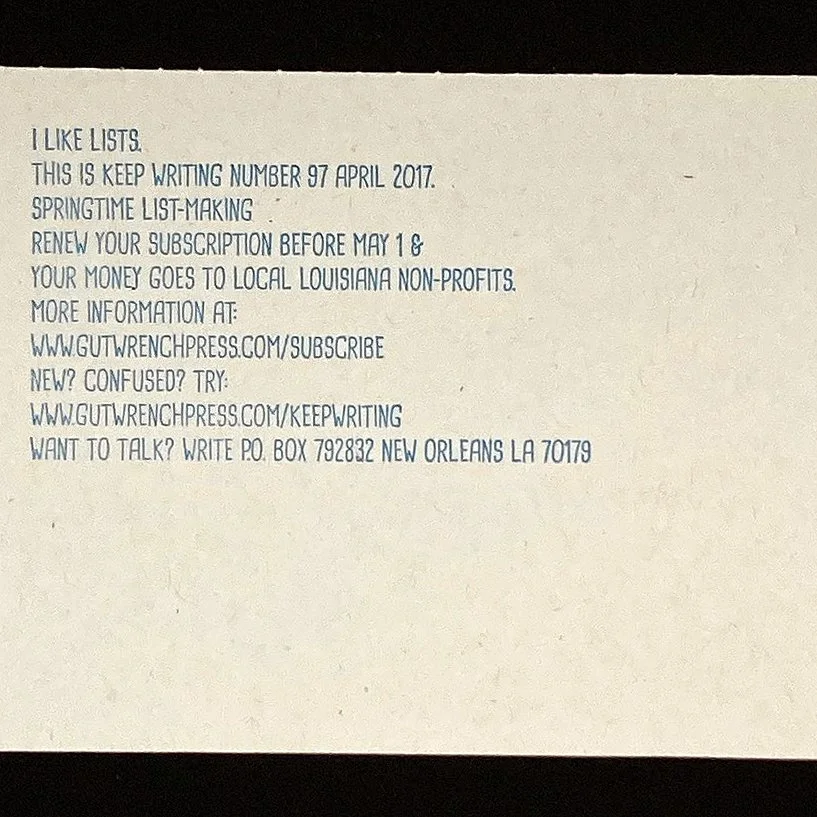 I LIKE LISTS.
THIS IS KEEP WRITING NUMBER 97 APRIL 2017.
SPRINGTIME LIST-MAKING
RENEW YOUR SUBSCRIPTION BEFORE MAY 1 &
YOUR MONEY GOES TO LOCAL LOUISIANA NON-PROFITS.
MORE INFORMATION AT:
WWW.GUTWRENCHPRESS.COM/SUBSCRIBE
NEW? CONFUSED? TRY:
WWW.GUTWRENCHPRESS.COM/KEEPWRITING
WANT TO TALK? WRITE P.O. BOX 792832 NEW ORLEANS LA 70179